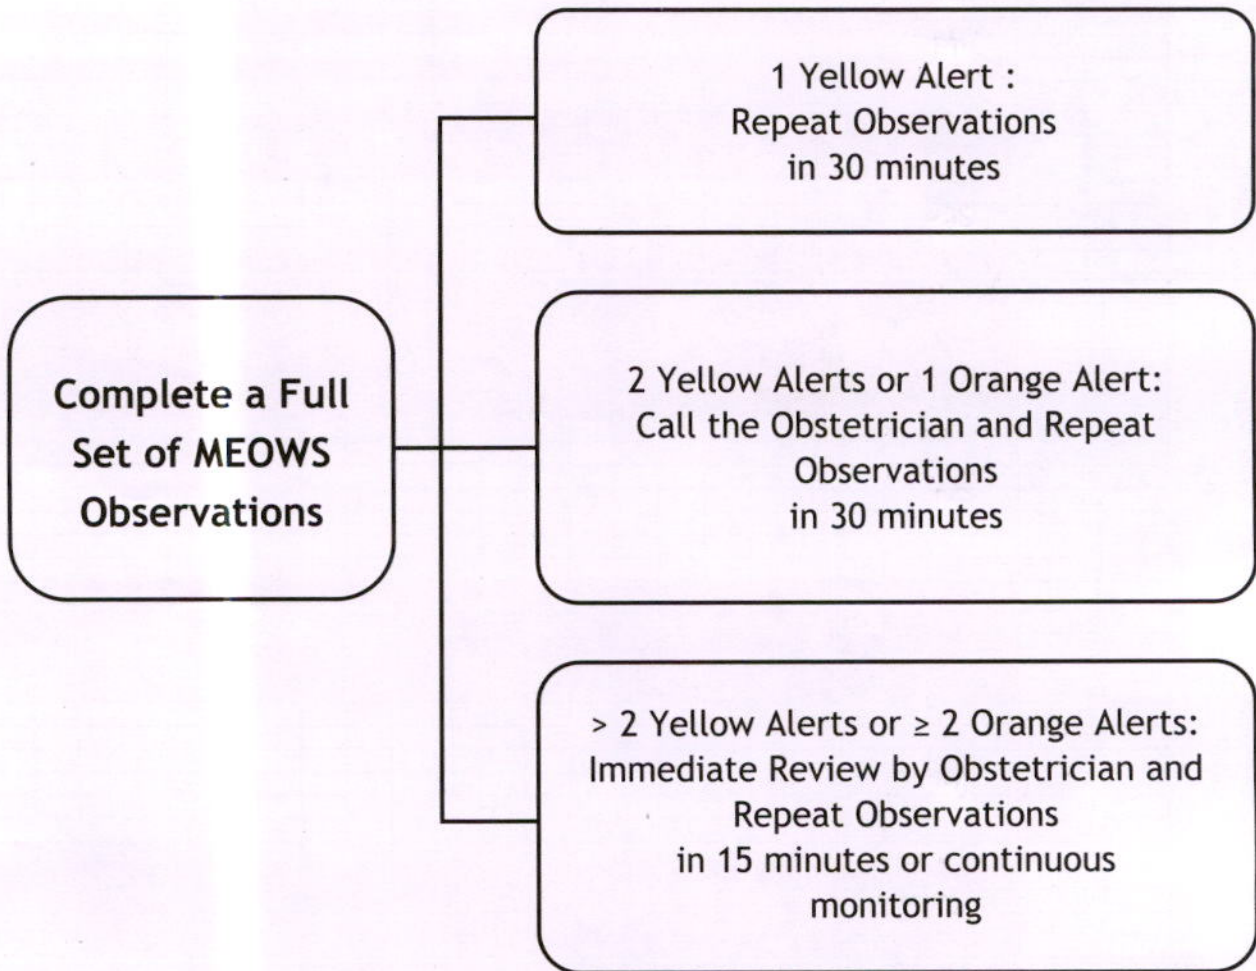 Complete a Full
Set of MEOWS
Observations
1 Yellow Alert :
Repeat Observations
in 30 minutes
2 Yellow Alerts or 1 Orange Alert:
Call the Obstetrician and Repeat
Observations
in 30 minutes
> 2 Yellow Alerts or ≥ 2 Orange Alerts:
Immediate Review by Obstetrician and
Repeat Observations
in 15 minutes or continuous
monitoring